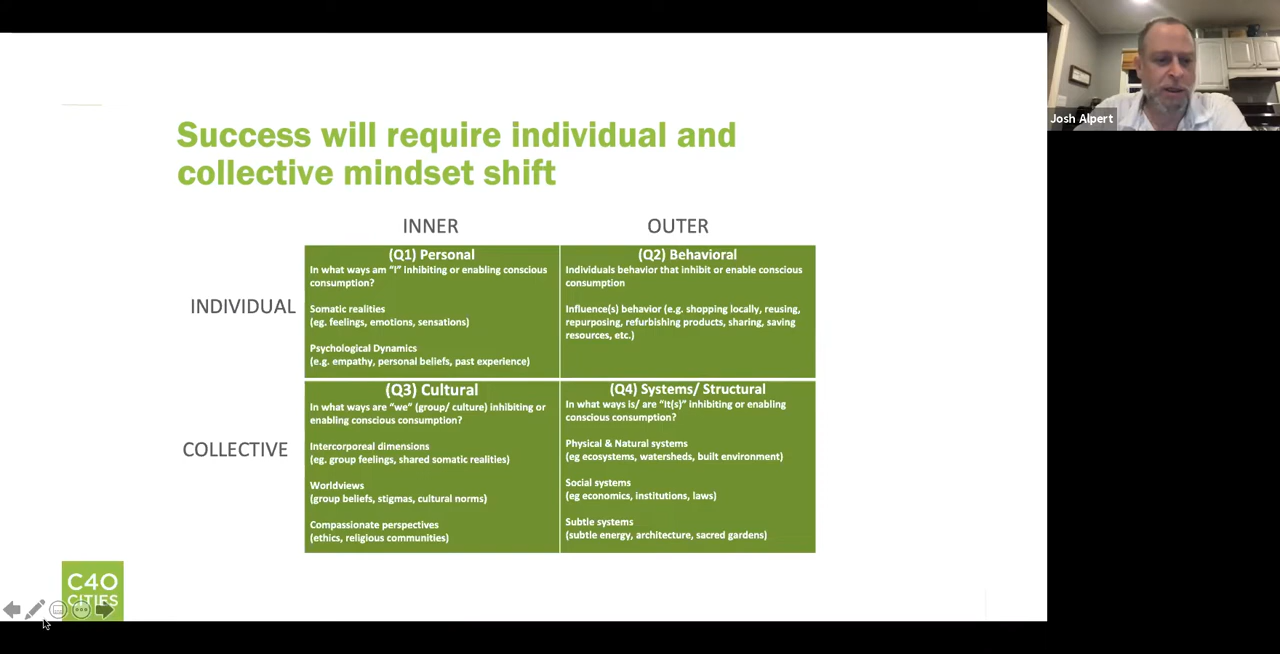 Josh Alpert
Success will require individual and
collective mindset shift
INNER
OUTER
INDIVIDUAL
(Q1) Personal
In what ways am "I" inhibiting or enabling conscious
consumption?
Somatic realities
(eg. feelings, emotions, sensations)
Psychological Dynamics
(e.g. empathy, personal beliefs, past experience)
(Q2) Behavioral
Individuals behavior that inhibit or enable conscious
consumption
Influence(s) behavior (e.g. shopping locally, reusing,
repurposing, refurbishing products, sharing, saving
resources, etc.)
COLLECTIVE
(Q3) Cultural
In what ways are "we" (group/ culture) inhibiting or
enabling conscious consumption?
Intercorporeal dimensions
(eg. group feelings, shared somatic realities)
Worldviews
(group beliefs, stigmas, cultural norms)
Compassionate perspectives
(ethics, religious communities)
(Q4) Systems/ Structural
In what ways is/ are "It(s)" inhibiting or enabling
conscious consumption?
Physical & Natural systems
(eg ecosystems, watersheds, built environment)
Social systems
(eg economics, institutions, laws)
Subtle systems
(subtle energy, architecture, sacred gardens)
C40
CITIES